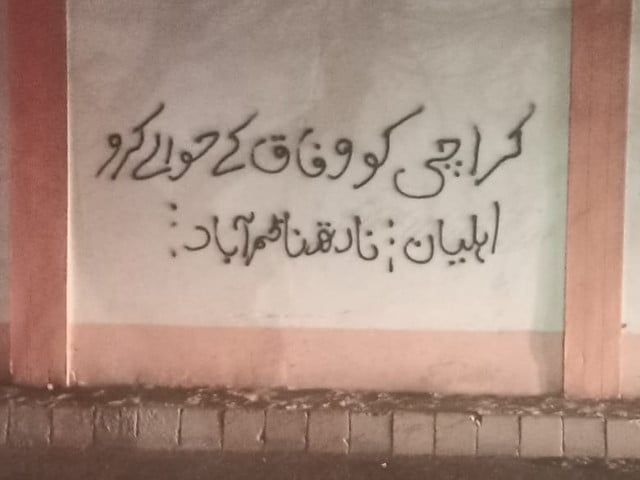 کراچی کو وفاق کے حوالے کرو
اہلیان : نارتھ ناظم آباد :